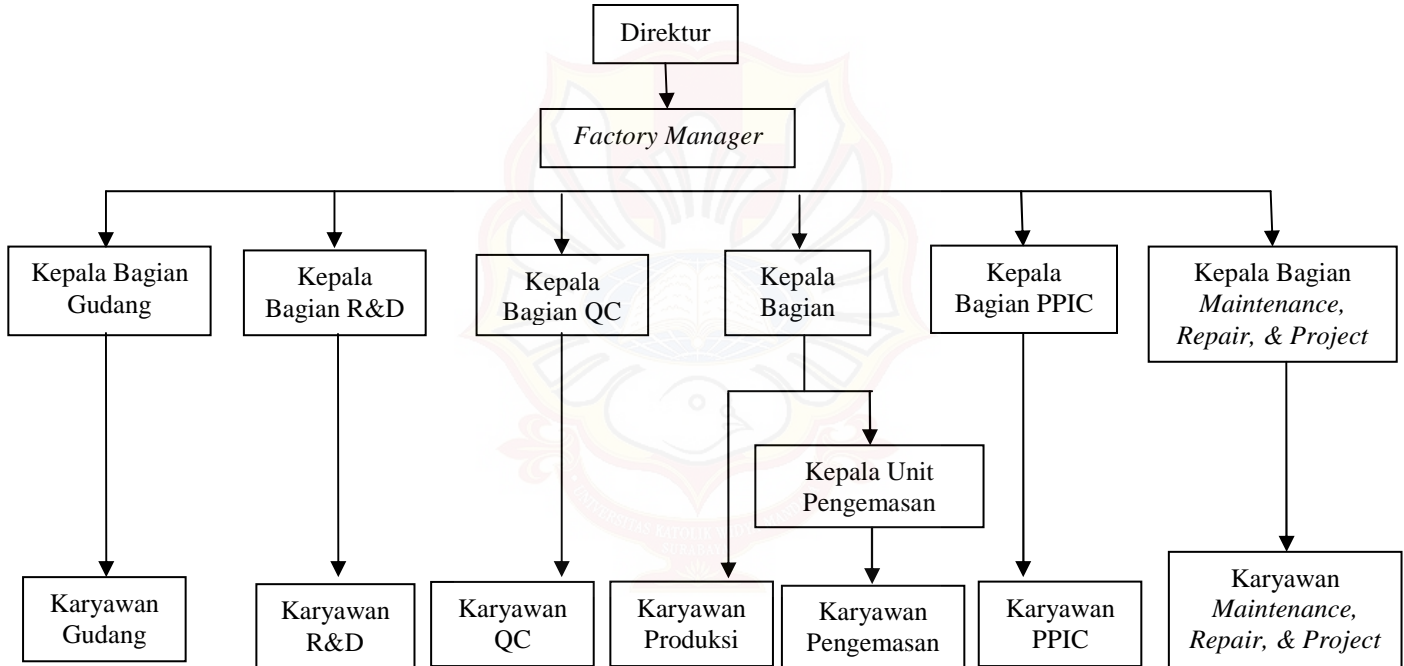 Direktur
Factory Manager
Kepala Bagian
Gudang
Kepala
Bagian R&D
Kepala
Bagian QC
Kepala
Bagian
Kepala
Bagian PPIC
Kepala Bagian
Maintenance,
Repair, & Project
Kepala Unit
Pengemasan
Karyawan
Gudang
Karyawan
R&D
Karyawan
QC
Karyawan
Produksi
Karyawan
Pengemasan
Karyawan
PPIC
Karyawan
Maintenance,
Repair, & Project